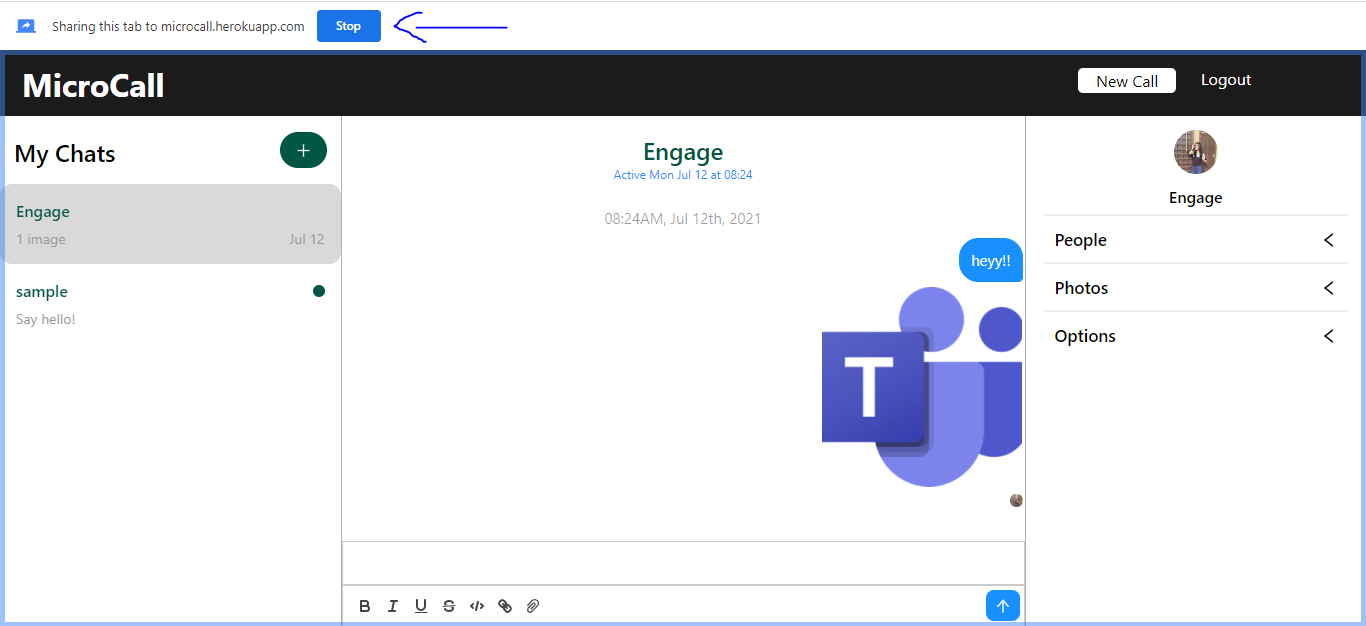 Sharing this tab to microcall.herokuapp.com Stop
MicroCall
New Call Logout
My Chats +
Engage
1 image Jul 12
sample
Say hello!
Engage
Active Mon Jul 12 at 08:24
08:24AM, Jul 12th, 2021
heyy!!
T
B I U S </>
Engage
People
Photos
Options